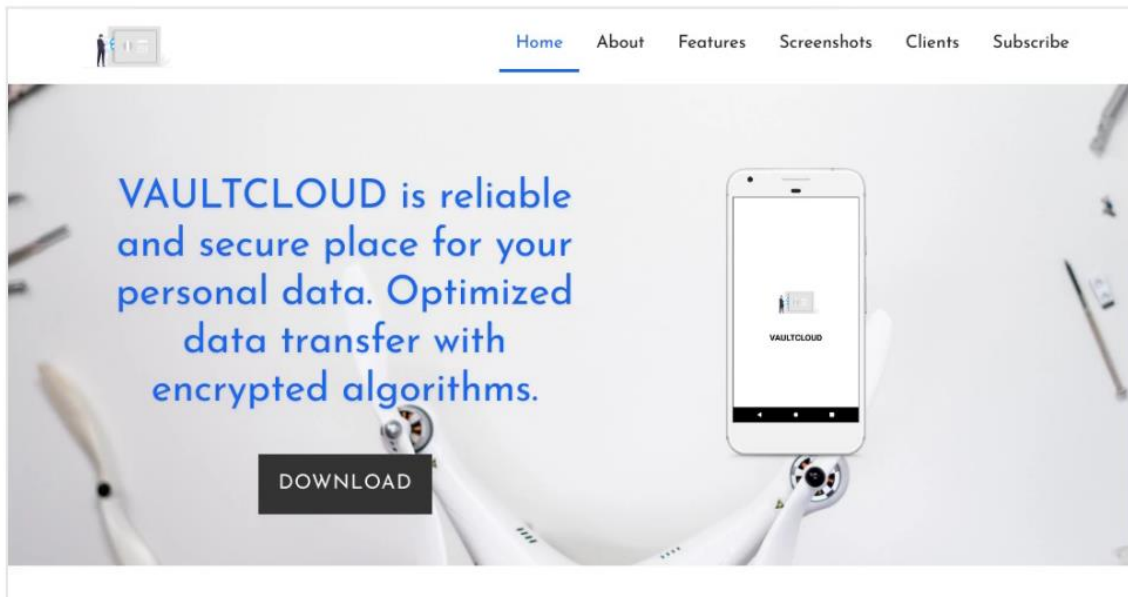 Home About Features Screenshots Clients Subscribe
VAULTCLOUD is reliable
and secure place for your
personal data. Optimized
data transfer with
encrypted algorithms.
DOWNLOAD
VAULTCLOUD